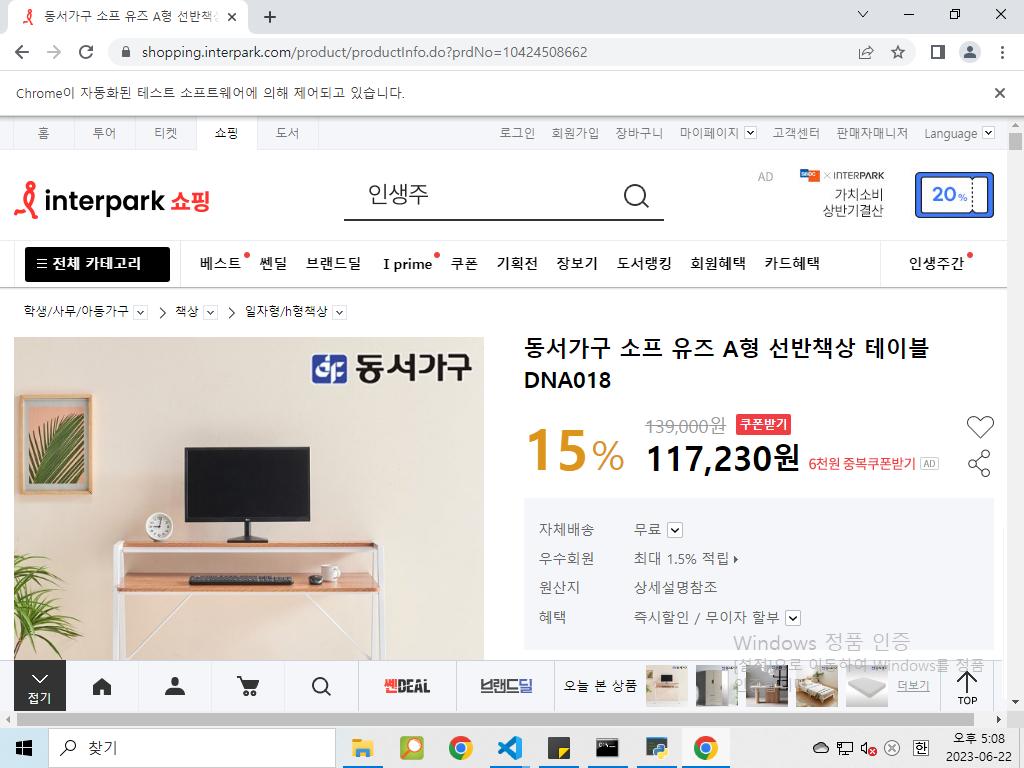 동서가구 소프 유즈 A형 선반책상
shopping.interpark.com/product/productInfo.do?prdNo=10424508662
Chrome이 자동화된 테스트 소프트웨어에 의해 제어되고 있습니다.
홈 투어 티켓 쇼핑 도서 로그인 회원가입 장바구니 마이페이지 고객센터 판매자매니저 Language
interpark 쇼핑 인생주 AD × INTERPARK
가치소비
상반기결산
20%
전체 카테고리 베스트 쎈딜 브랜드딜 I prime 쿠폰 기획전 장보기 도서랭킹 회원혜택 카드혜택 인생주간
학생/사무/아동가구 책상 일자형/h형책상
동서가구
동서가구 소프 유즈 A형 선반책상 테이블
DNA018
15% 139,000원 쿠폰받기
117,230원 6천원 중복쿠폰받기 AD
자체배송 무료
우수회원 최대 1.5% 적립
원산지 상세설명참조
혜택 즉시할인 / 무이자 할부
Windows 정품 인증
[설정]으로 이동하여 Windows를 정품
접기 쎈DEAL 브랜드딜 오늘 본 상품 더보기 TOP
찾기 한 오후 5:08
2023-06-22